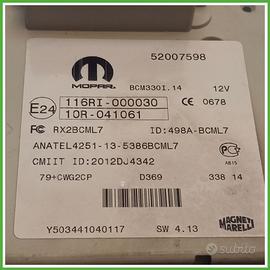 52007598
MOPAR
BCM330I.14 12V
E24
116RI-000030
10R-041061
CE 0678
FC RX2BCML7 ID:498A-BCML7
ANATEL4251-13-5386BCML7
CMIIT ID:2012DJ4342
AB15
79+CWG2CP D369 338 14
MAGNETI
MARELLI
Y503441040117 SW 4.13
subito